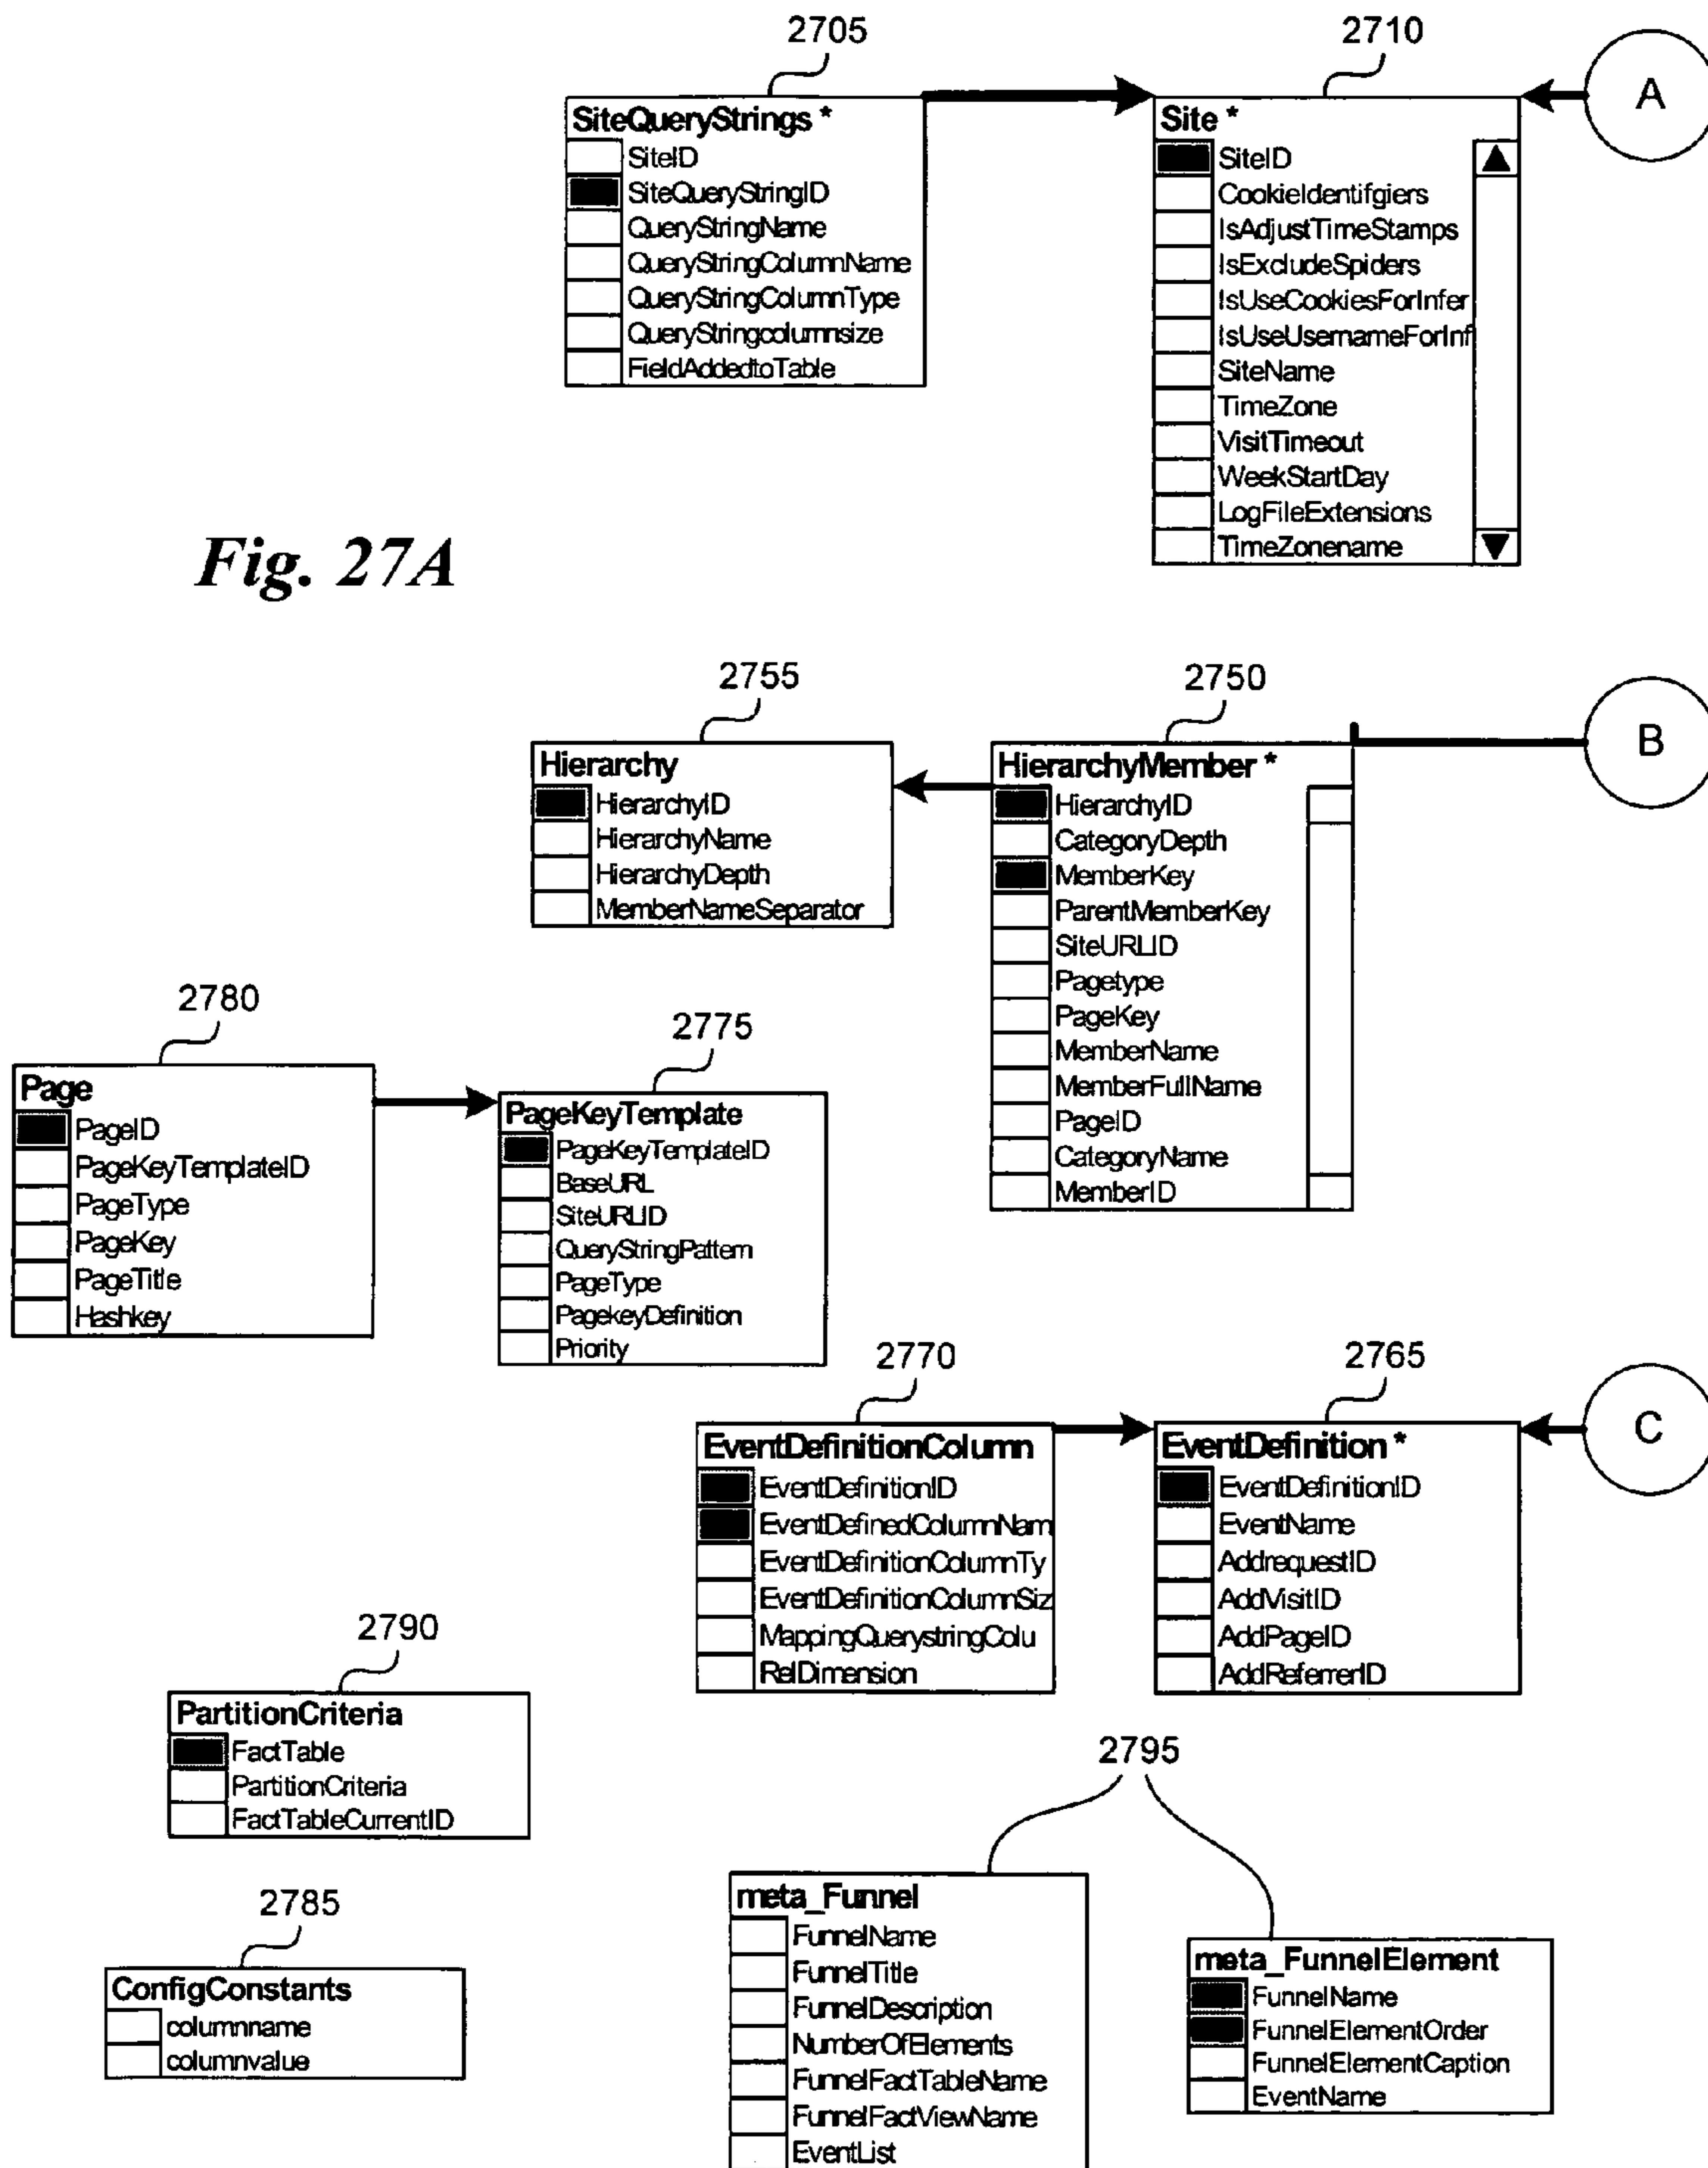 2705
2710
A
SiteQueryStrings *
SiteID
SiteQueryStringID
QueryStringName
QueryStringColumnName
QueryStringColumnType
QueryStringcolumnsize
FieldAddedtoTable
Site *
SiteID
CookieIdentifgiers
IsAdjustTimeStamps
IsExcludeSpiders
IsUseCookiesForInfer
IsUseUsernameForInf
SiteName
TimeZone
VisitTimeout
WeekStartDay
LogFileExtensions
TimeZonename
Fig. 27A
2755
2750
B
Hierarchy
HierarchyID
HierarchyName
HierarchyDepth
MemberNameSeparator
HierarchyMember *
HierarchyID
CategoryDepth
MemberKey
ParentMemberKey
SiteURLID
Pagetype
PageKey
MemberName
MemberFullName
PageID
CategoryName
MemberID
2780
2775
Page
PageID
PageKeyTemplateID
PageType
PageKey
PageTitle
Hashkey
PageKeyTemplate
PageKeyTemplateID
BaseURL
SiteURLID
QueryStringPattern
PageType
PagekeyDefinition
Priority
2770
2765
C
EventDefinitionColumn
EventDefinitionID
EventDefinedColumnNam
EventDefinitionColumnTy
EventDefinitionColumnSiz
MappingQuerystringColu
RelDimension
EventDefinition *
EventDefinitionID
EventName
AddrequestID
AddVisitID
AddPageID
AddReferrerID
2790
PartitionCriteria
FactTable
PartitionCriteria
FactTableCurrentID
2795
2785
ConfigConstants
columnname
columnvalue
meta_Funnel
FunnelName
FunnelTitle
FunnelDescription
NumberOfElements
FunnelFactTableName
FunnelFactViewName
EventList
meta_FunnelElement
FunnelName
FunnelElementOrder
FunnelElementCaption
EventName